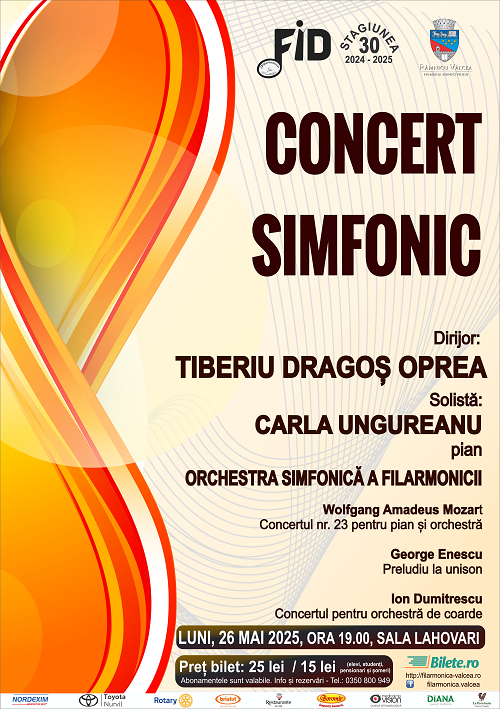 FiD
STAGIUNEA
30
2024 - 2025
RÂMNICU VÂLCEA
CONCERT
SIMFONIC
Dirijor:
TIBERIU DRAGOȘ OPREA
Solistă:
CARLA UNGUREANU
pian
ORCHESTRA SIMFONICĂ A FILARMONICII
Wolfgang Amadeus Mozart
Concertul nr. 23 pentru pian și orchestră
George Enescu
Preludiu la unison
Ion Dumitrescu
Concertul pentru orchestră de coarde
LUNI, 26 MAI 2025, ORA 19.00, SALA LAHOVARI
Preț bilet: 25 lei / 15 lei (elevi, studenți, pensionari și șomeri)
Abonamentele sunt valabile. Info și rezervări - Tel.: 0350 800 949
Bilete.ro
http://filarmonica-valcea.ro
filarmonica.valcea
NORDEXIM
TOYOTA
Toyota
Nurvil
Rotary
Boromir
DIANA